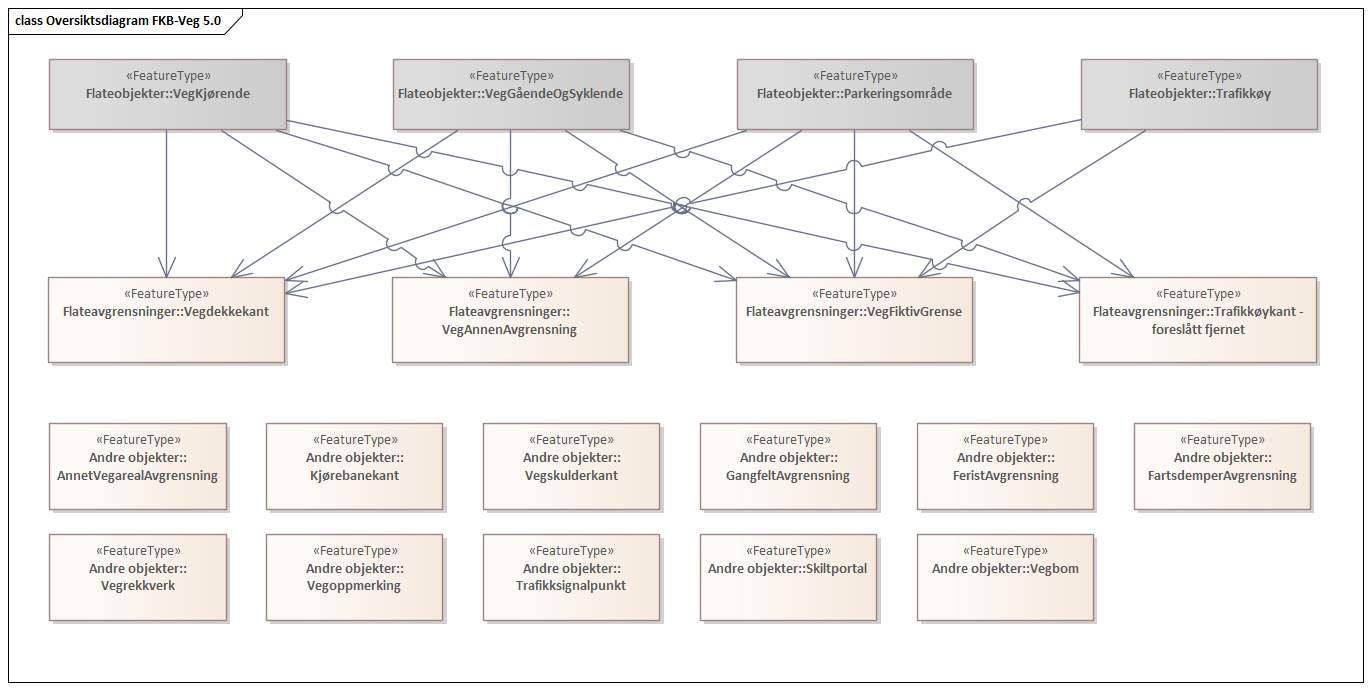 class Oversiktsdiagram FKB-Veg 5.0
«FeatureType»
Flateobjekter::VegKjørende
«FeatureType»
Flateobjekter::VegGåendeOgSyklende
«FeatureType»
Flateobjekter::Parkeringsområde
«FeatureType»
Flateobjekter::Trafikkøy
«FeatureType»
Flateavgrensninger::Vegdekkekant
«FeatureType»
Flateavgrensninger::
VegAnnenAvgrensning
«FeatureType»
Flateavgrensninger::VegFiktivGrense
«FeatureType»
Flateavgrensninger::Trafikkøykant -
foreslått fjernet
«FeatureType»
Andre objekter::
AnnetVegarealAvgrensning
«FeatureType»
Andre objekter::
Kjørebanekant
«FeatureType»
Andre objekter::
Vegskulderkant
«FeatureType»
Andre objekter::
GangfeltAvgrensning
«FeatureType»
Andre objekter::
FeristAvgrensning
«FeatureType»
Andre objekter::
FartsdemperAvgrensning
«FeatureType»
Andre objekter::
Vegrekkverk
«FeatureType»
Andre objekter::
Vegoppmerking
«FeatureType»
Andre objekter::
Trafikksignalpunkt
«FeatureType»
Andre objekter::Skiltportal
«FeatureType»
Andre objekter::Vegbom